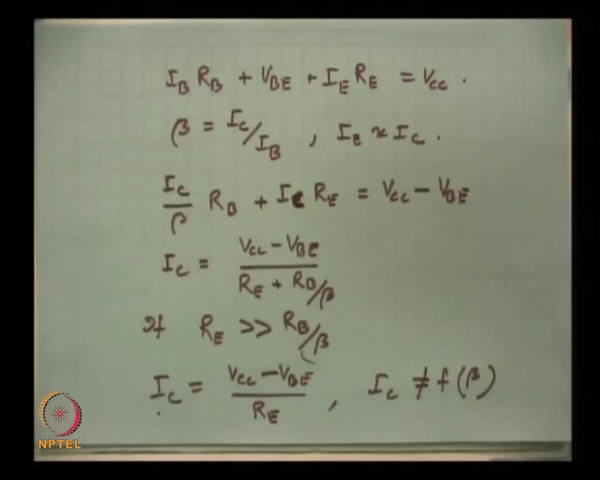 I_B R_B + V_BE + I_E R_E = V_CC .
β = I_C/I_B , I_E ≈ I_C .
I_C/β R_B + I_C R_E = V_CC - V_BE
I_C = (V_CC - V_BE)/(R_E + R_B/β)
If R_E >> R_B/β
I_C = (V_CC - V_BE)/R_E , I_C ≠ f(β)
NPTEL